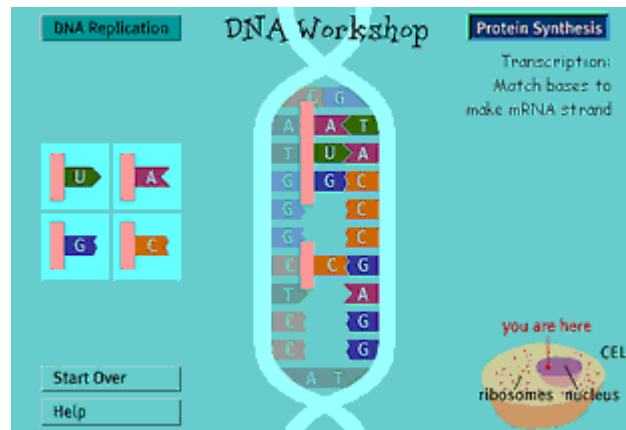 DNA Replication
DNA Workshop
Protein Synthesis
Transcription:
Match bases to
make mRNA strand
U A
G C
C G
A A T
T U A
G G C
G C
G C
C C G
T A
C G
C G
A T
Start Over
Help
you are here
CEL
ribosomes nucleus